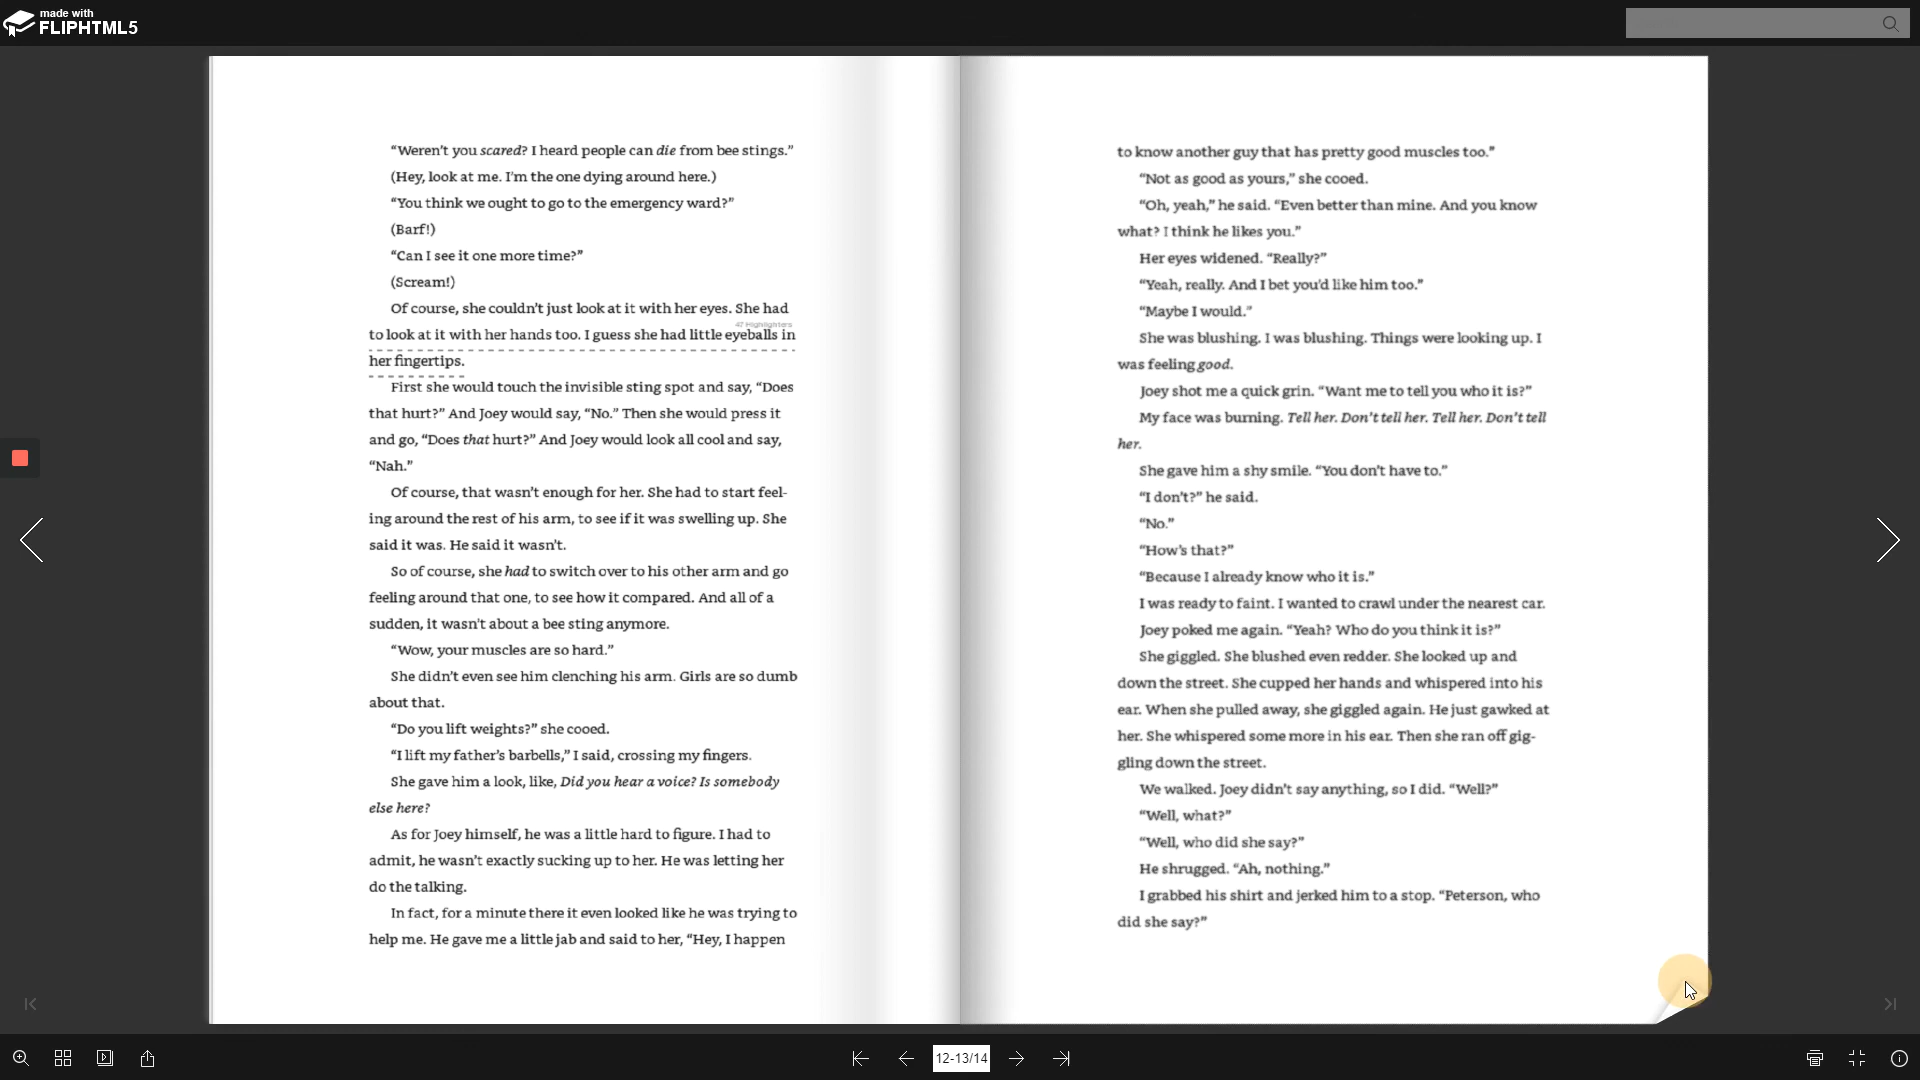 made with
FLIPHTML5
“Weren’t you scared? I heard people can die from bee stings.”
(Hey, look at me. I’m the one dying around here.)
“You think we ought to go to the emergency ward?”
(Barf!)
“Can I see it one more time?”
(Scream!)
Of course, she couldn’t just look at it with her eyes. She had
47 Highlighters
to look at it with her hands too. I guess she had little eyeballs in
her fingertips.
First she would touch the invisible sting spot and say, “Does
that hurt?” And Joey would say, “No.” Then she would press it
and go, “Does that hurt?” And Joey would look all cool and say,
“Nah.”
Of course, that wasn’t enough for her. She had to start feel-
ing around the rest of his arm, to see if it was swelling up. She
said it was. He said it wasn’t.
So of course, she had to switch over to his other arm and go
feeling around that one, to see how it compared. And all of a
sudden, it wasn’t about a bee sting anymore.
“Wow, your muscles are so hard.”
She didn’t even see him clenching his arm. Girls are so dumb
about that.
“Do you lift weights?” she cooed.
“I lift my father’s barbells,” I said, crossing my fingers.
She gave him a look, like, Did you hear a voice? Is somebody
else here?
As for Joey himself, he was a little hard to figure. I had to
admit, he wasn’t exactly sucking up to her. He was letting her
do the talking.
In fact, for a minute there it even looked like he was trying to
help me. He gave me a little jab and said to her, “Hey, I happen
to know another guy that has pretty good muscles too.”
“Not as good as yours,” she cooed.
“Oh, yeah,” he said. “Even better than mine. And you know
what? I think he likes you.”
Her eyes widened. “Really?”
“Yeah, really. And I bet you’d like him too.”
“Maybe I would.”
She was blushing. I was blushing. Things were looking up. I
was feeling good.
Joey shot me a quick grin. “Want me to tell you who it is?”
My face was burning. Tell her. Don’t tell her. Tell her. Don’t tell
her.
She gave him a shy smile. “You don’t have to.”
“I don’t?” he said.
“No.”
“How’s that?”
“Because I already know who it is.”
I was ready to faint. I wanted to crawl under the nearest car.
Joey poked me again. “Yeah? Who do you think it is?”
She giggled. She blushed even redder. She looked up and
down the street. She cupped her hands and whispered into his
ear. When she pulled away, she giggled again. He just gawked at
her. She whispered some more in his ear. Then she ran off gig-
gling down the street.
We walked. Joey didn’t say anything, so I did. “Well?”
“Well, what?”
“Well, who did she say?”
He shrugged. “Ah, nothing.”
I grabbed his shirt and jerked him to a stop. “Peterson, who
did she say?”
12-13/14